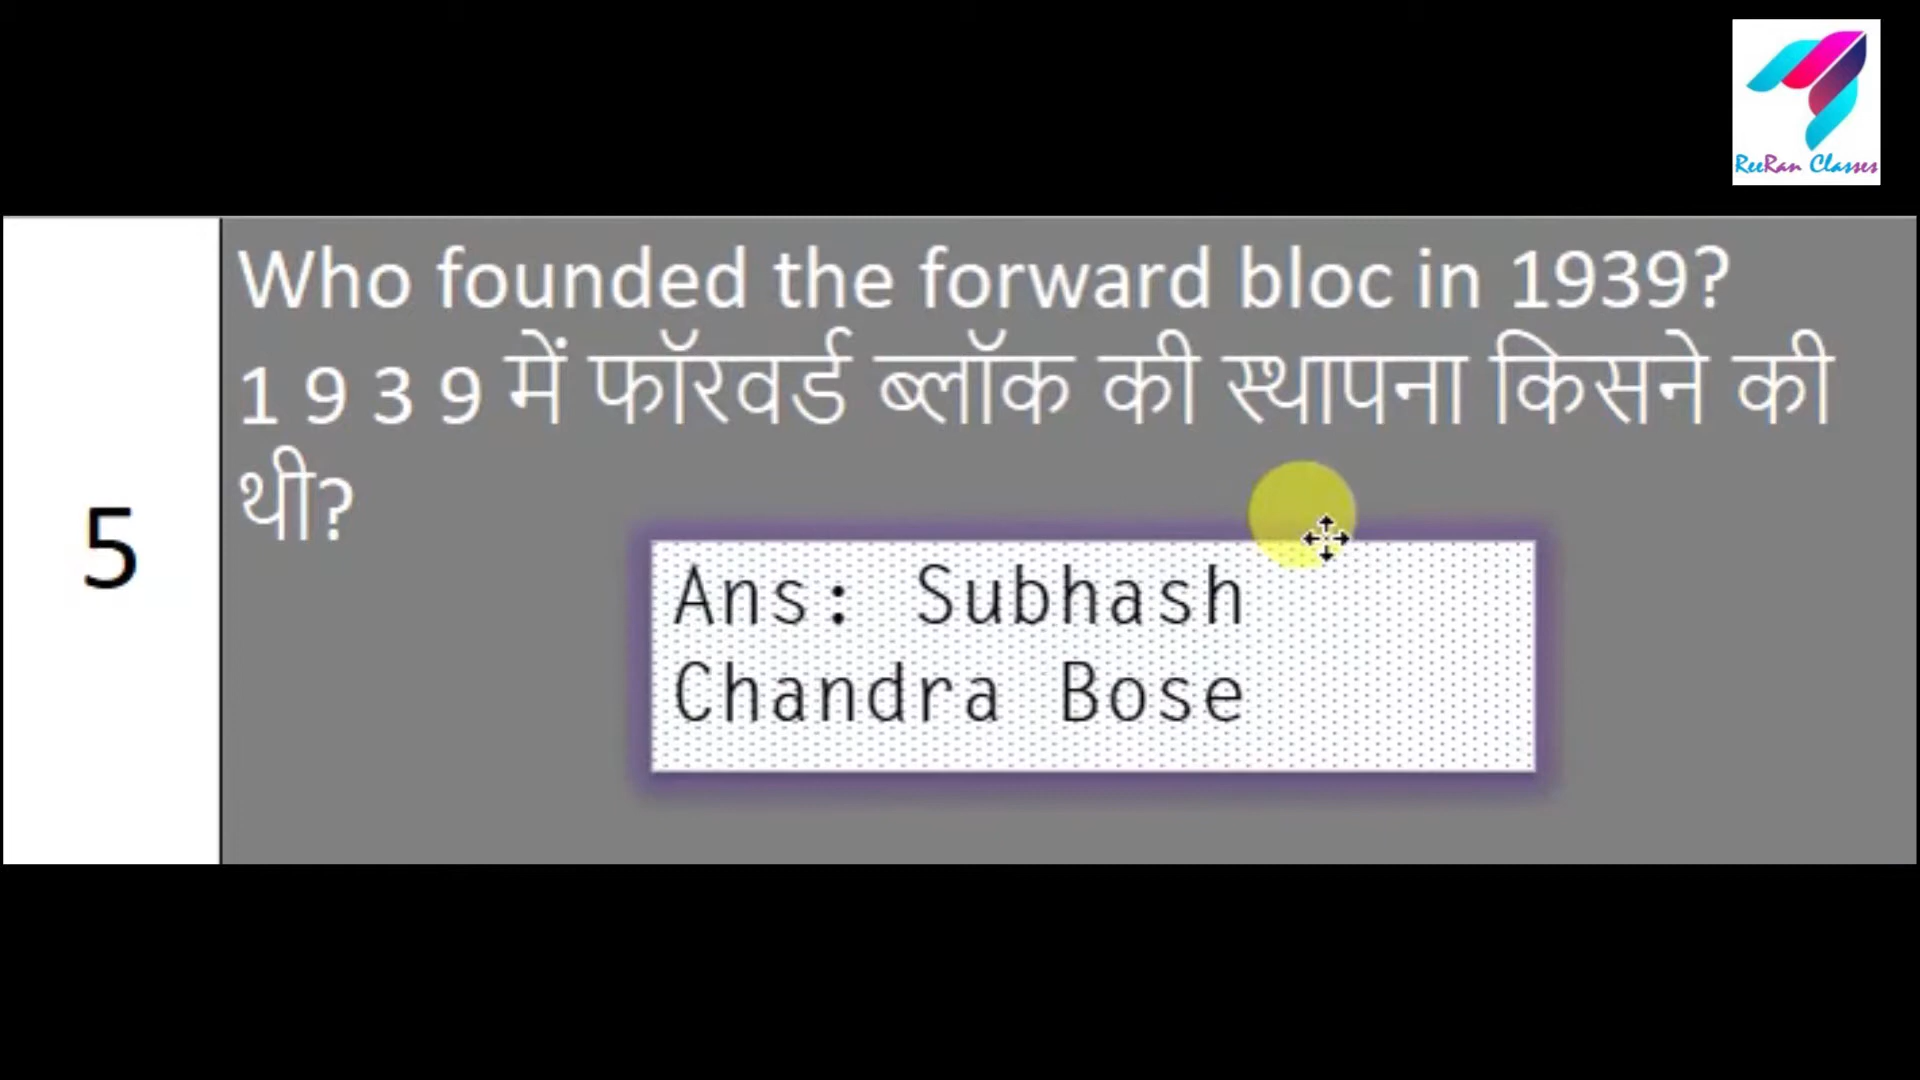 ReeRan Classes
Who founded the forward bloc in 1939?
1 9 3 9 में फॉरवर्ड ब्लॉक की स्थापना किसने की
थी?
5
Ans: Subhash
Chandra Bose